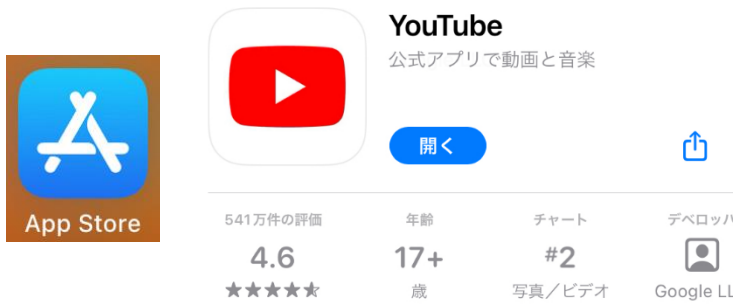 App Store
YouTube
公式アプリで動画と音楽
開く
541万件の評価
年齢
チャート
デベロッパ
4.6
17+
#2
歳
写真/ビデオ
Google LL